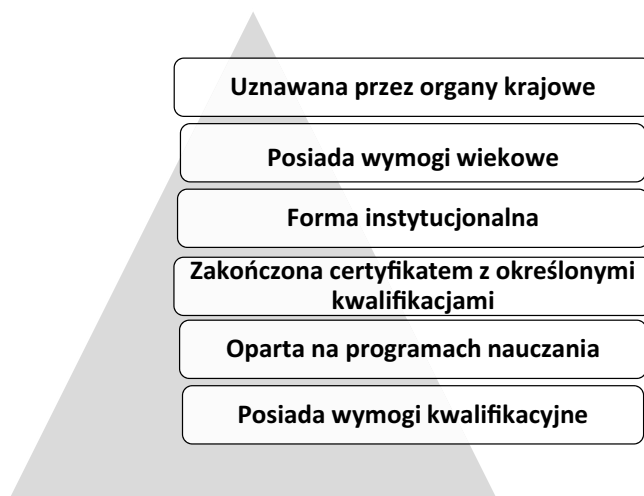 Uznawana przez organy krajowe
Posiada wymogi wiekowe
Forma instytucjonalna
Zakończona certyfikatem z określonymi
kwalifikacjami
Oparta na programach nauczania
Posiada wymogi kwalifikacyjne